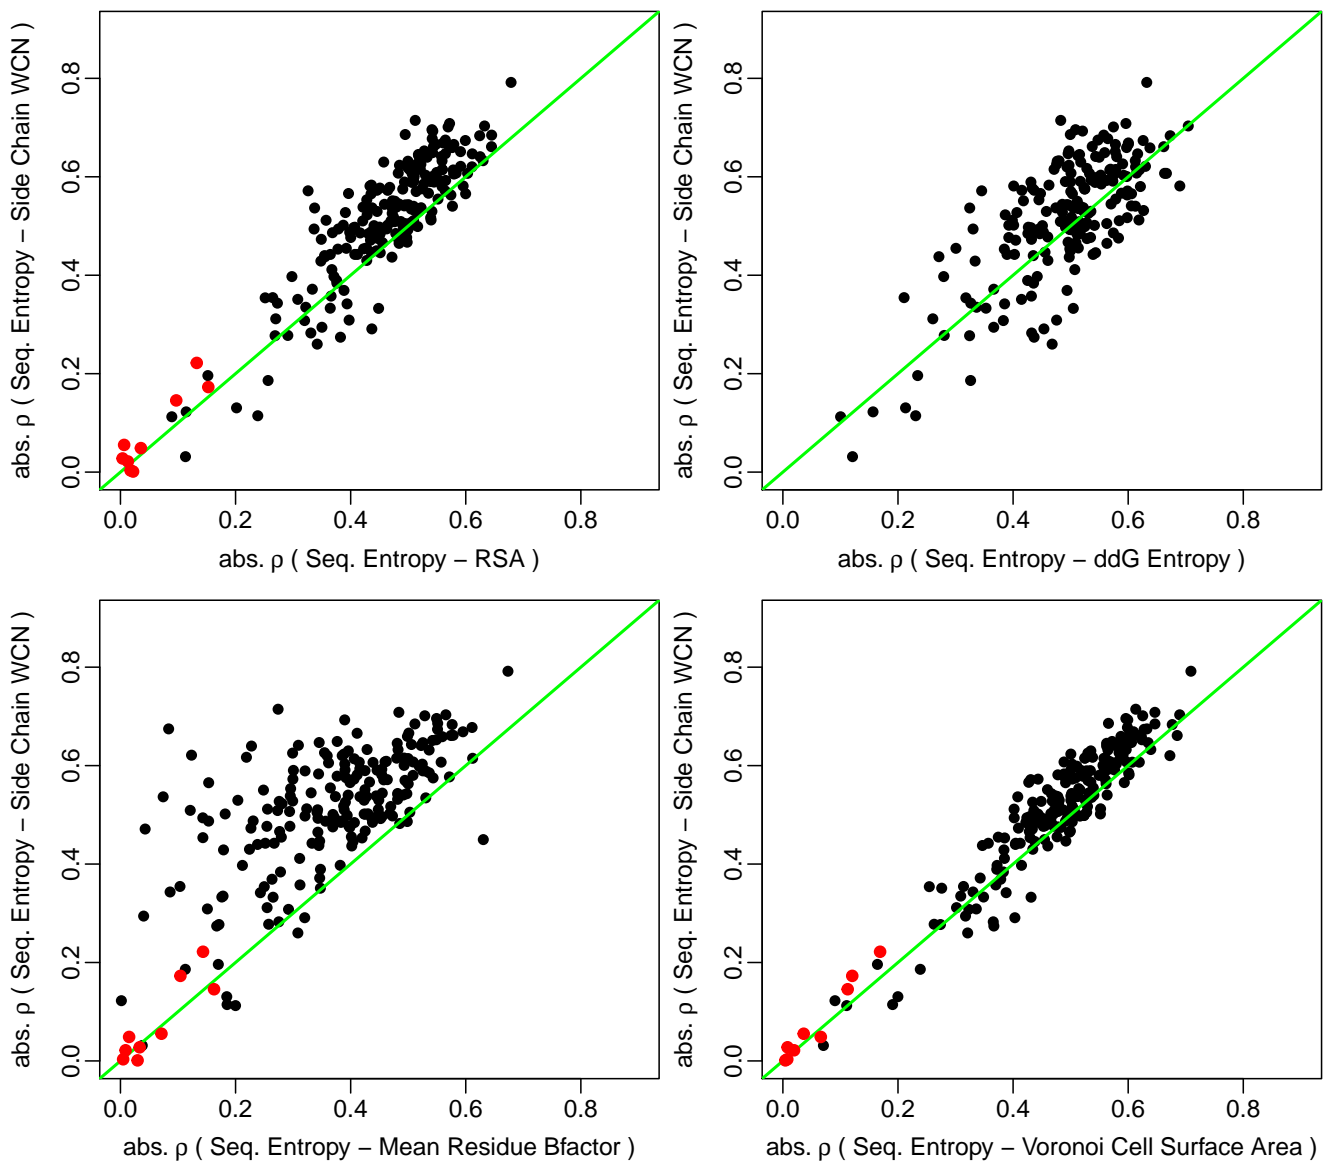 abs. ρ ( Seq. Entropy − Side Chain WCN )
0.0 0.2 0.4 0.6 0.8
0.0 0.2 0.4 0.6 0.8
abs. ρ ( Seq. Entropy − RSA )
abs. ρ ( Seq. Entropy − Side Chain WCN )
0.0 0.2 0.4 0.6 0.8
0.0 0.2 0.4 0.6 0.8
abs. ρ ( Seq. Entropy − ddG Entropy )
abs. ρ ( Seq. Entropy − Side Chain WCN )
0.0 0.2 0.4 0.6 0.8
0.0 0.2 0.4 0.6 0.8
abs. ρ ( Seq. Entropy − Mean Residue Bfactor )
abs. ρ ( Seq. Entropy − Side Chain WCN )
0.0 0.2 0.4 0.6 0.8
0.0 0.2 0.4 0.6 0.8
abs. ρ ( Seq. Entropy − Voronoi Cell Surface Area )